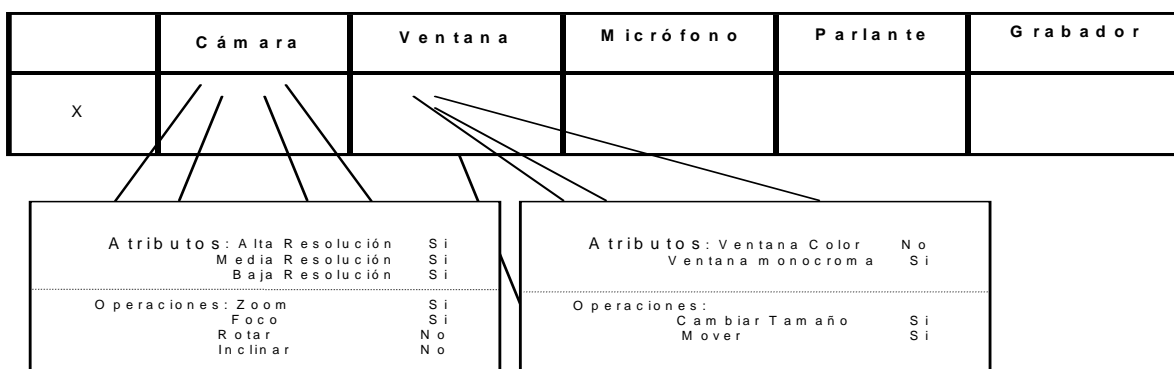 Cámara Ventana Micrófono Parlante Grabador
X
Atributos: Alta Resolución Si
Media Resolución Si
Baja Resolución Si
Operaciones: Zoom Si
Foco Si
Rotar No
Inclinar No
Atributos: Ventana Color No
Ventana monocroma Si
Operaciones:
Cambiar Tamaño Si
Mover Si